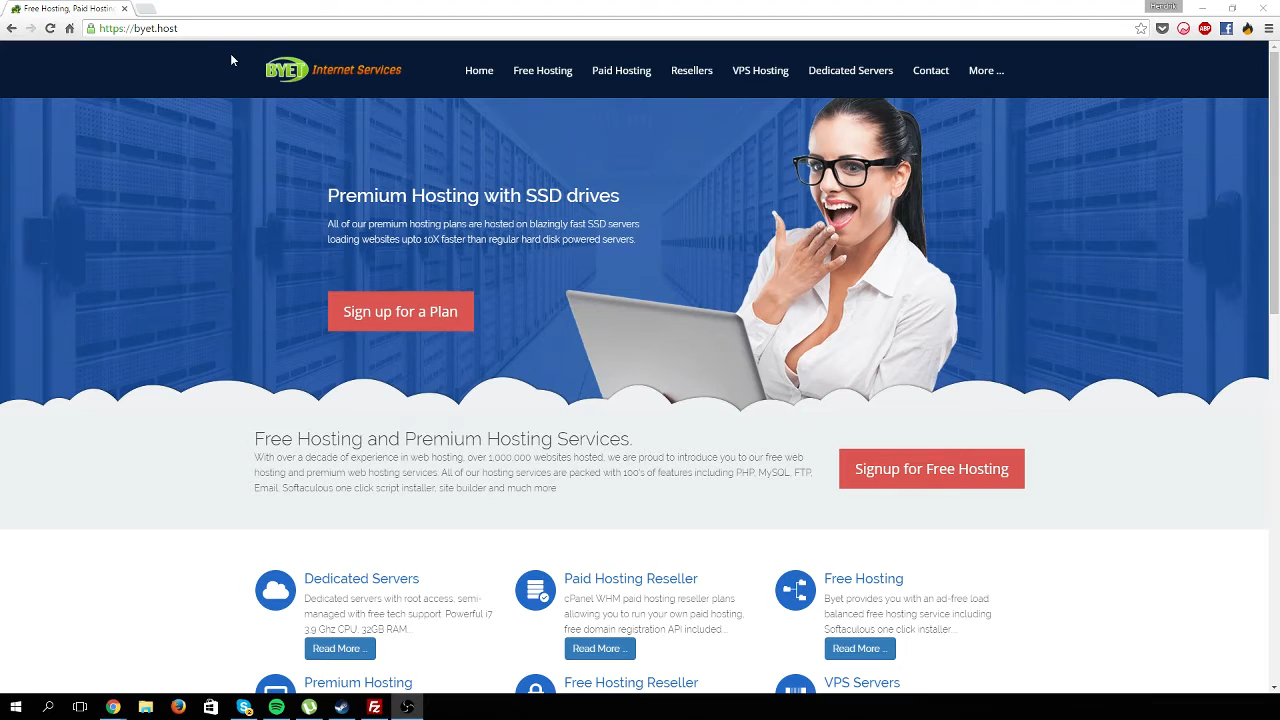 Free Hosting, Paid Hostin
Hendrik
https://byet.host
ABP
BYET Internet Services
Home Free Hosting Paid Hosting Resellers VPS Hosting Dedicated Servers Contact More ...
Premium Hosting with SSD drives
All of our premium hosting plans are hosted on blazingly fast SSD servers
loading websites upto 10X faster than regular hard disk powered servers.
Sign up for a Plan
Free Hosting and Premium Hosting Services.
With over a decade of experience in web hosting, over 1,000,000 websites hosted, we are proud to introduce you to our free web
hosting and premium web hosting services. All of our hosting services are packed with 100's of features including PHP, MySQL, FTP,
Email, Softaculous one click script installer, site builder and much more
Signup for Free Hosting
Dedicated Servers
Dedicated servers with root access, semi-
managed with free tech support. Powerful i7
3.9 Ghz CPU, 32GB RAM...
Read More ...
Paid Hosting Reseller
cPanel WHM paid hosting reseller plans
allowing you to run your own paid hosting,
free domain registration API included...
Read More ...
Free Hosting
Byet provides you with an ad-free load
balanced free hosting service including
Softaculous one click installer....
Read More ...
Premium Hosting
Free Hosting Reseller
VPS Servers